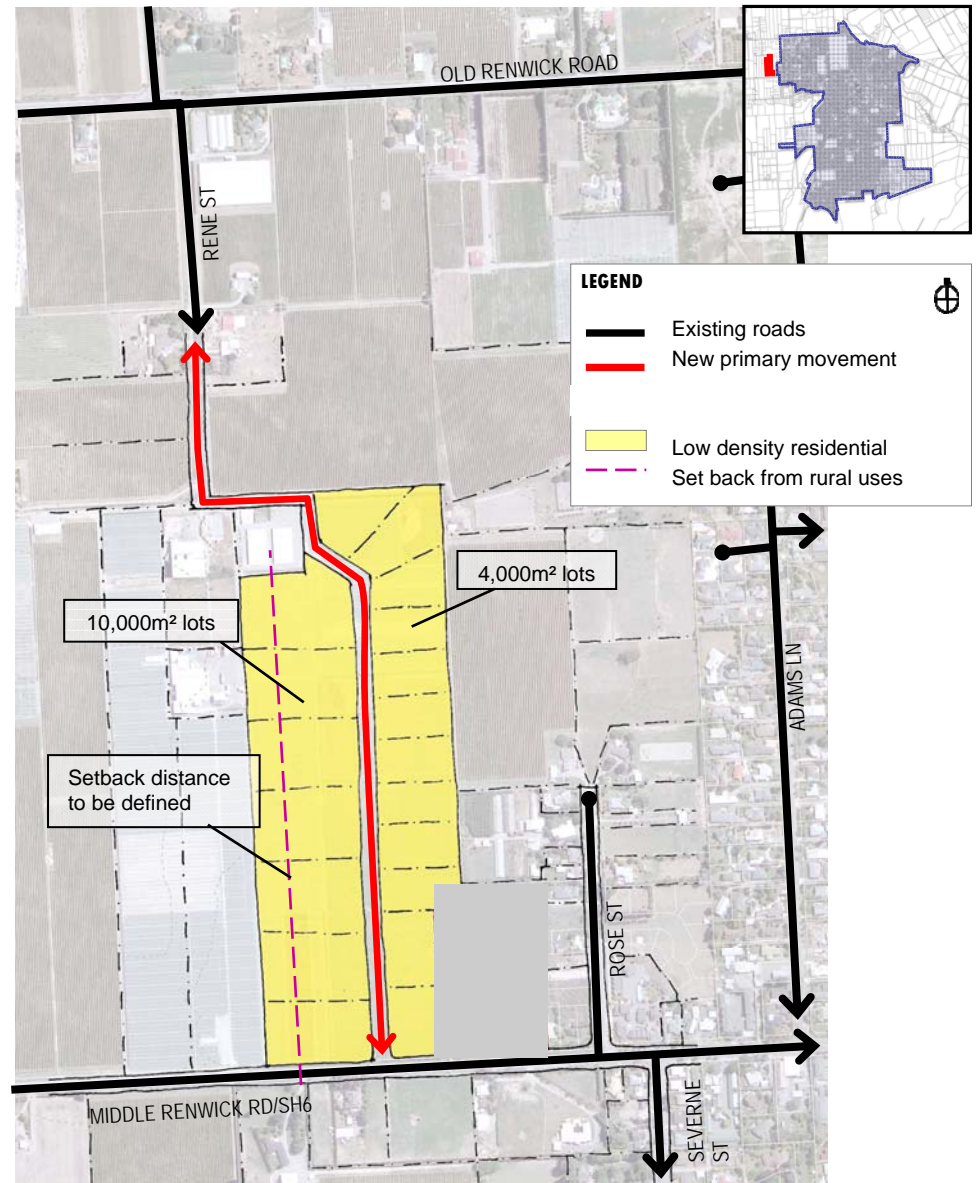 OLD RENWICK ROAD
RENE ST
LEGEND
Existing roads
New primary movement
Low density residential
Set back from rural uses
4,000m² lots
10,000m² lots
Setback distance
to be defined
ADAMS LN
ROSE ST
MIDDLE RENWICK RD/SH6
SEVERNE
ST